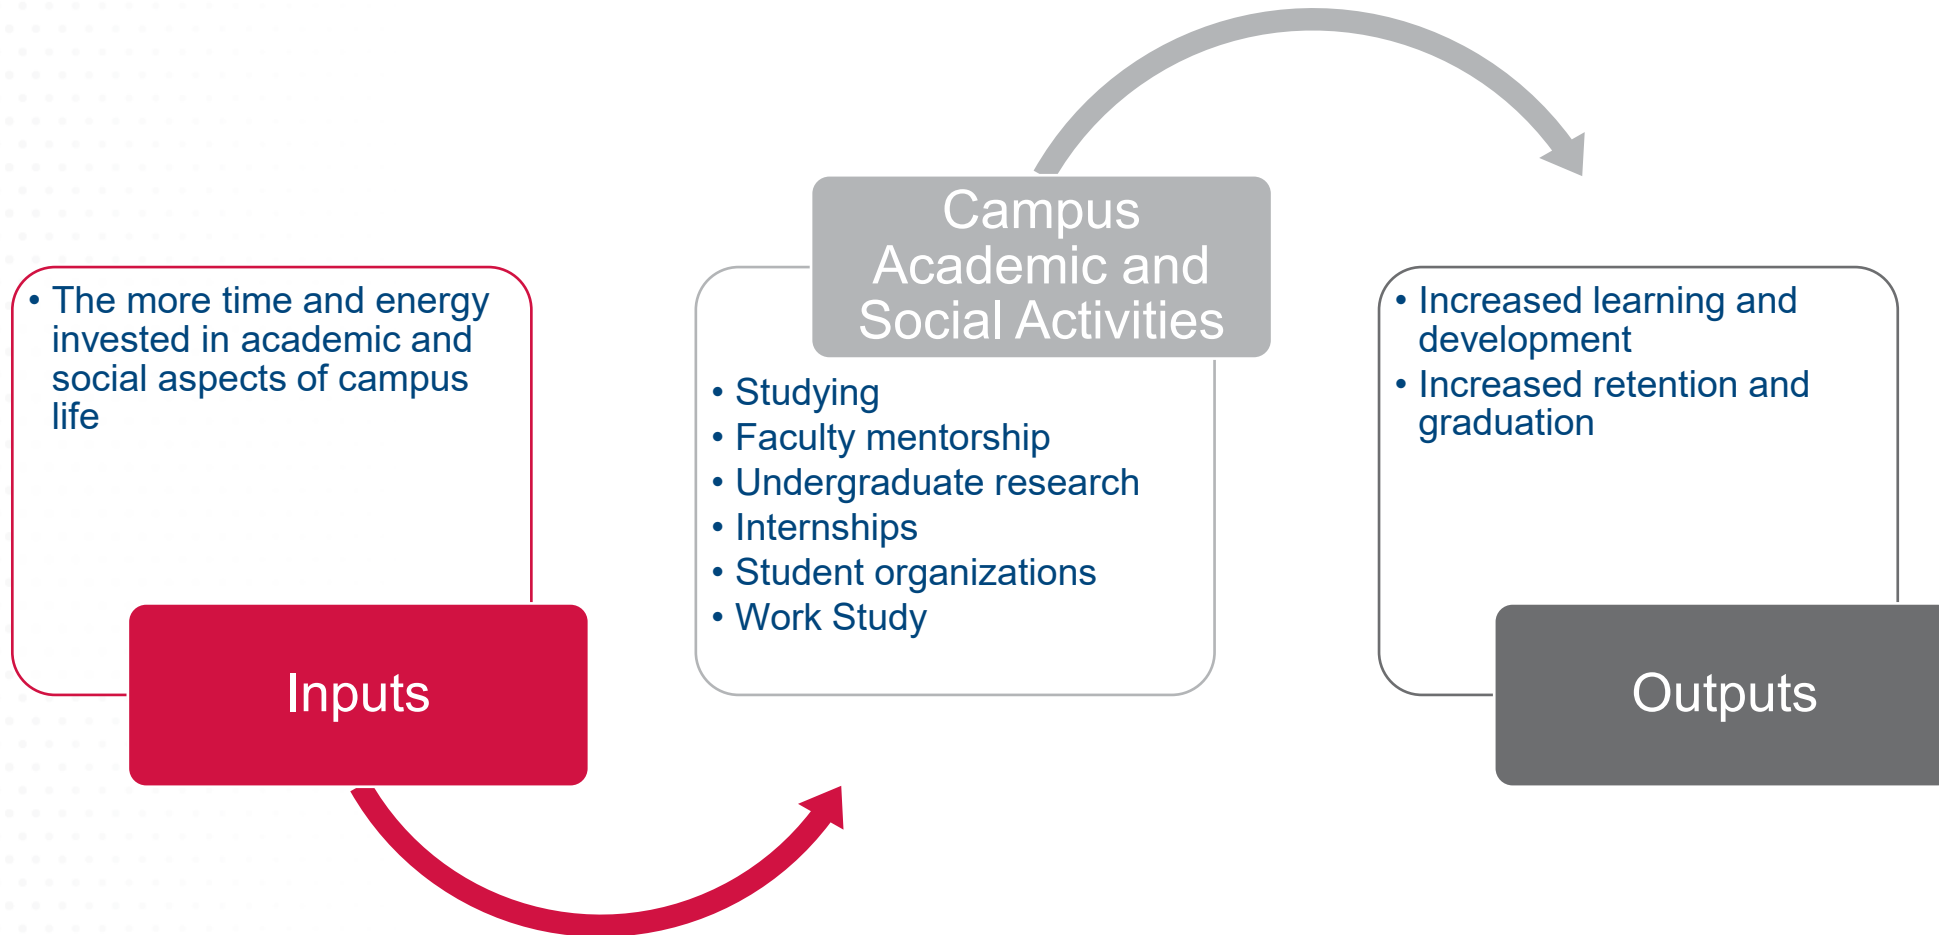 • The more time and energy
invested in academic and
social aspects of campus
life
Inputs
Campus
Academic and
Social Activities
• Studying
• Faculty mentorship
• Undergraduate research
• Internships
• Student organizations
• Work Study
• Increased learning and
development
• Increased retention and
graduation
Outputs